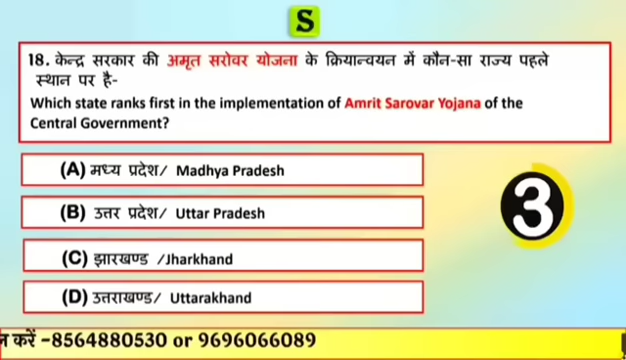 S
18. केन्द्र सरकार की अमृत सरोवर योजना के क्रियान्वयन में कौन-सा राज्य पहले
स्थान पर है-
Which state ranks first in the implementation of Amrit Sarovar Yojana of the
Central Government?
(A) मध्य प्रदेश/ Madhya Pradesh
(B) उत्तर प्रदेश/ Uttar Pradesh
3
(C) झारखण्ड /Jharkhand
(D) उत्तराखण्ड/ Uttarakhand
करें -8564880530 or 9696066089